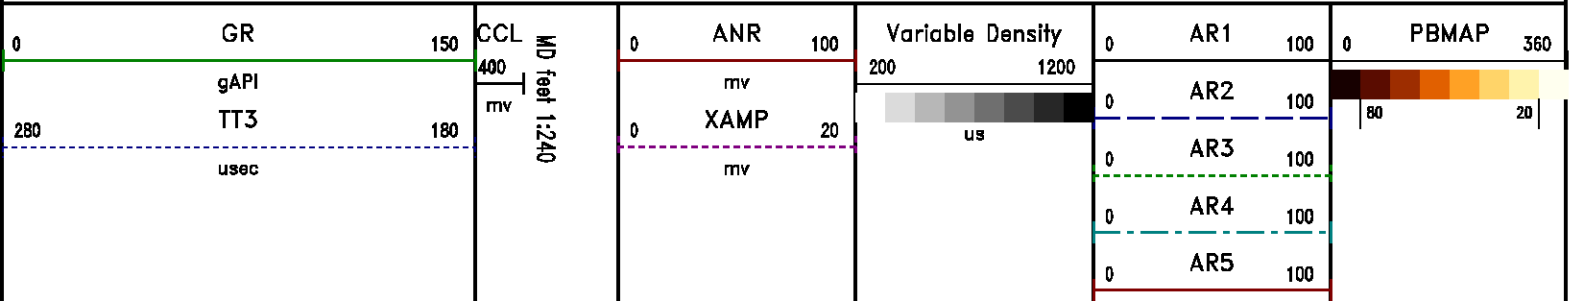 0 GR 150
gAPI
280 TT3 180
usec
CCL
400
mv
MD feet 1:240
0 ANR 100
mv
0 XAMP 20
mv
Variable Density
200 1200
us
0 AR1 100
0 AR2 100
0 AR3 100
0 AR4 100
0 AR5 100
0 PBMAP 360
80 20